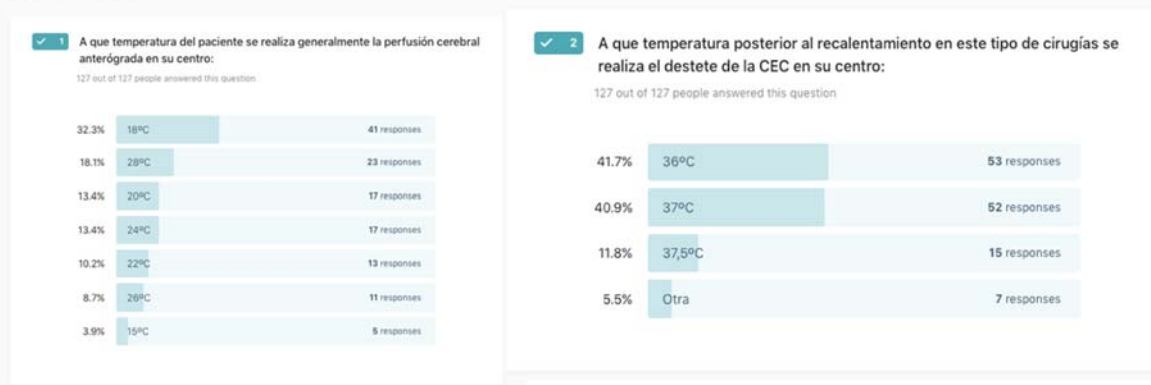 1 A que temperatura del paciente se realiza generalmente la perfusión cerebral
anterógrada en su centro:
127 out of 127 people answered this question
32.3% 18ºC 41 responses
18.1% 28ºC 23 responses
13.4% 20ºC 17 responses
13.4% 24ºC 17 responses
10.2% 22ºC 13 responses
8.7% 26ºC 11 responses
3.9% 15ºC 5 responses
2 A que temperatura posterior al recalentamiento en este tipo de cirugías se
realiza el destete de la CEC en su centro:
127 out of 127 people answered this question
41.7% 36ºC 53 responses
40.9% 37ºC 52 responses
11.8% 37,5ºC 15 responses
5.5% Otra 7 responses